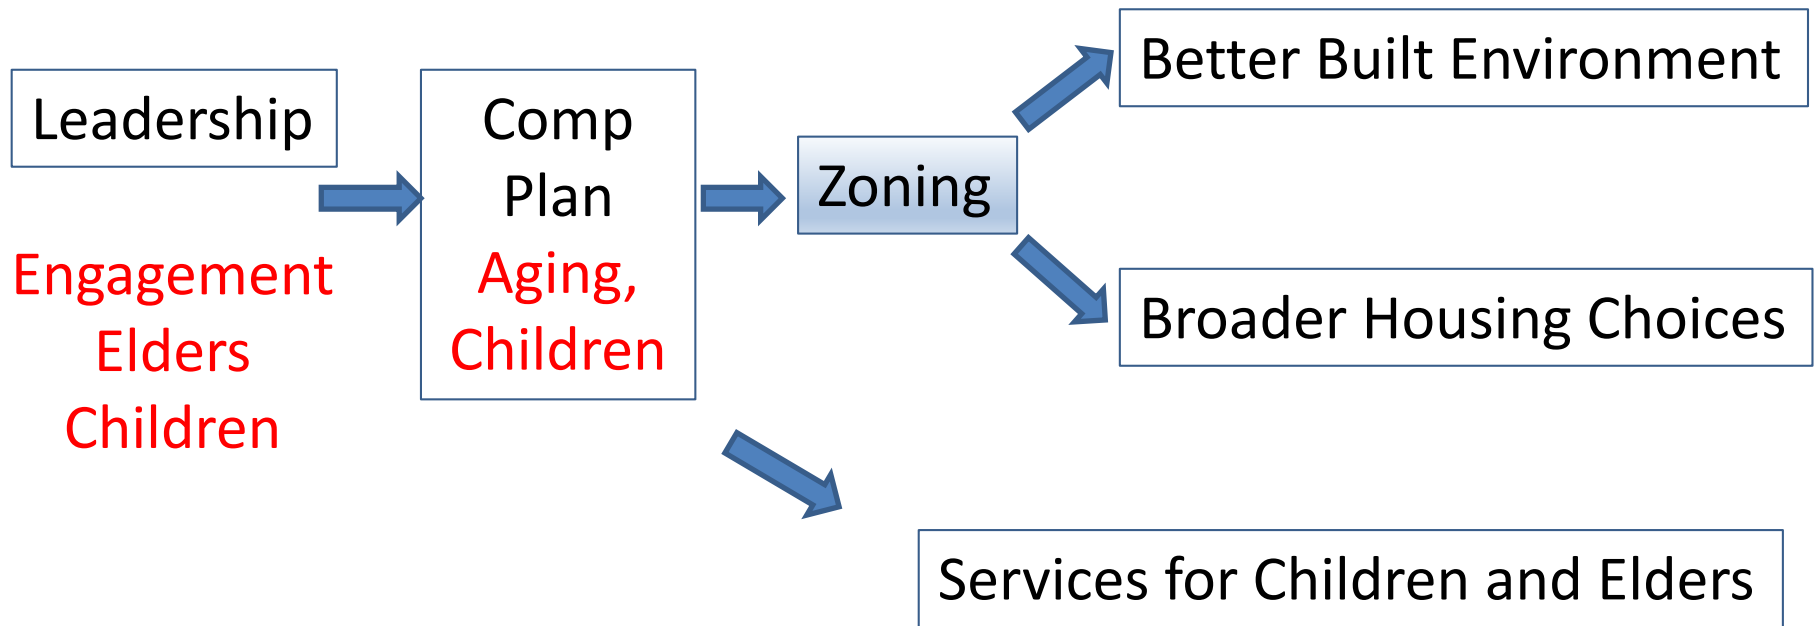 Leadership
Engagement
Elders
Children
Comp
Plan
Aging,
Children
Zoning
Better Built Environment
Broader Housing Choices
Services for Children and Elders